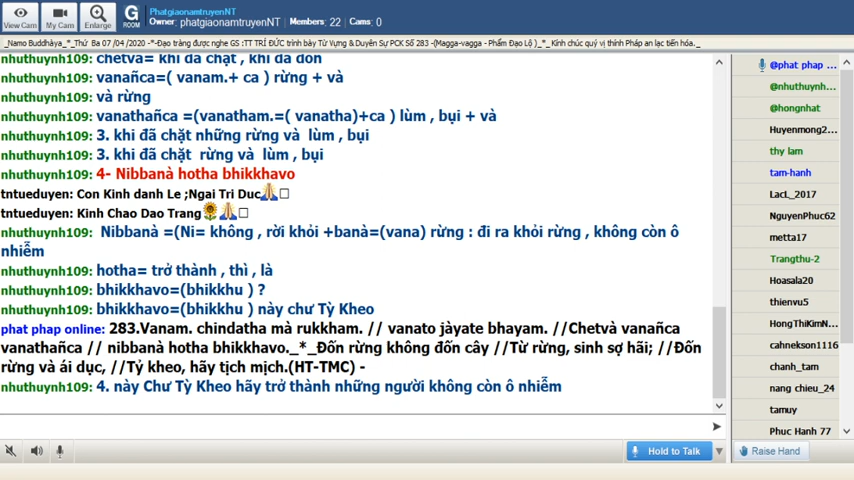 PhatgiaonamtruyenNT
Owner: phatgiaonamtruyenNT | Members: 22 | Cams: 0
View Cam
My Cam
Enlarge
G
ROOM
_Namo Buddhàya_*_Thứ Ba 07 /04 /2020 -*-Đạo tràng được nghe GS :TT TRÍ ĐỨC trình bày Từ Vựng & Duyên Sự PCK Số 283 -(Magga-vagga - Phẩm Đạo Lộ )_*_ Kính chúc quý vị thính Pháp an lạc tiến hóa._
nhuthuynh109: chetvà= khi đã chặt , khi đã đốn
nhuthuynh109: vanañca=( vanam.+ ca ) rừng + và
nhuthuynh109: và rừng
nhuthuynh109: vanathañca =(vanatham.=( vanatha)+ca ) lùm , bụi + và
nhuthuynh109: 3. khi đã chặt những rừng và lùm , bụi
nhuthuynh109: 3. khi đã chặt rừng và lùm , bụi
nhuthuynh109: 4- Nibbanà hotha bhikkhavo
tntueduyen: Con Kinh danh Le ;Ngai Tri Duc
tntueduyen: Kinh Chao Dao Trang
nhuthuynh109: Nibbanà =(Ni= không , rời khỏi +banà=(vana) rừng : đi ra khỏi rừng , không còn ô
nhiễm
nhuthuynh109: hotha= trở thành , thì , là
nhuthuynh109: bhikkhavo=(bhikkhu ) ?
nhuthuynh109: bhikkhavo=(bhikkhu ) này chư Tỳ Kheo
phat phap online: 283.Vanam. chindatha mà rukkham. // vanato jàyate bhayam. //Chetvà vanañca
vanathañca // nibbanà hotha bhikkhavo._*_Đốn rừng không đốn cây //Từ rừng, sinh sợ hãi; //Đốn
rừng và ái dục, //Tỷ kheo, hãy tịch mịch.(HT-TMC) -
nhuthuynh109: 4. này Chư Tỳ Kheo hãy trở thành những người không còn ô nhiễm
@phat phap ...
@nhuthuynh...
@hongnhat
Huyenmong2...
thy lam
tam-hanh
LacL_2017
NguyenPhuc62
metta17
Trangthu-2
Hoasala20
thienvu5
HongThiKimN...
cahnekson1116
chanh_tam
nang chieu_24
tamuy
Phuc Hanh 77
Hold to Talk
Raise Hand